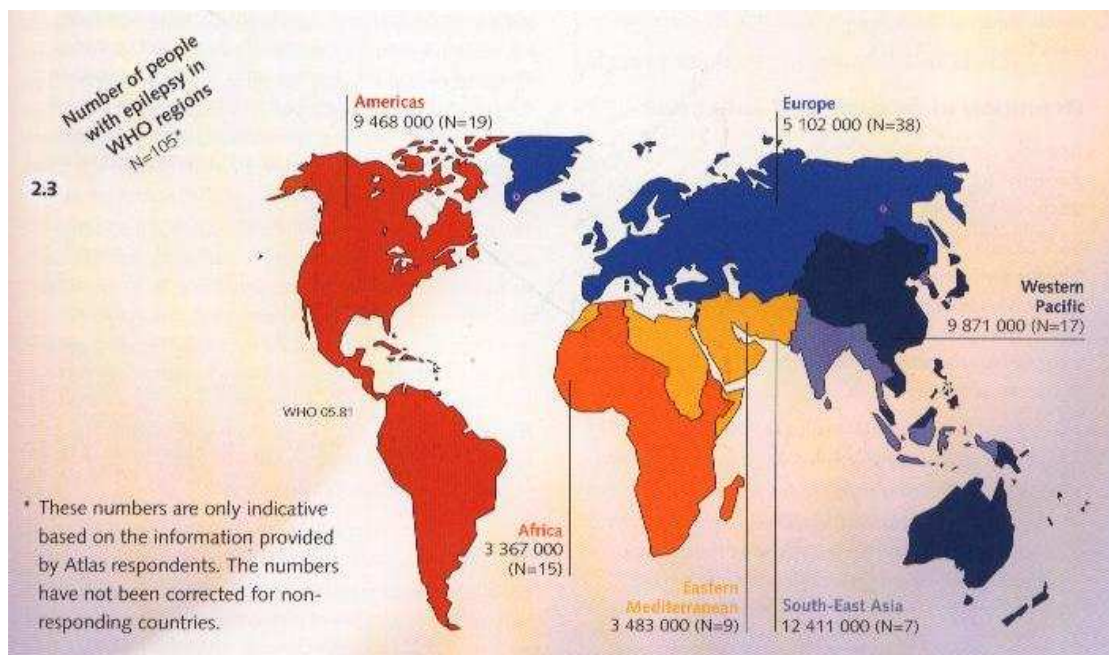 Number of people
with epilepsy in
WHO regions
N=105*
2.3
Americas
9 468 000 (N=19)
Europe
5 102 000 (N=38)
Western
Pacific
9 871 000 (N=17)
WHO 05.81
Africa
3 367 000
(N=15)
Eastern
Mediterranean
3 483 000 (N=9)
South-East Asia
12 411 000 (N=7)
* These numbers are only indicative
based on the information provided
by Atlas respondents. The numbers
have not been corrected for non-
responding countries.